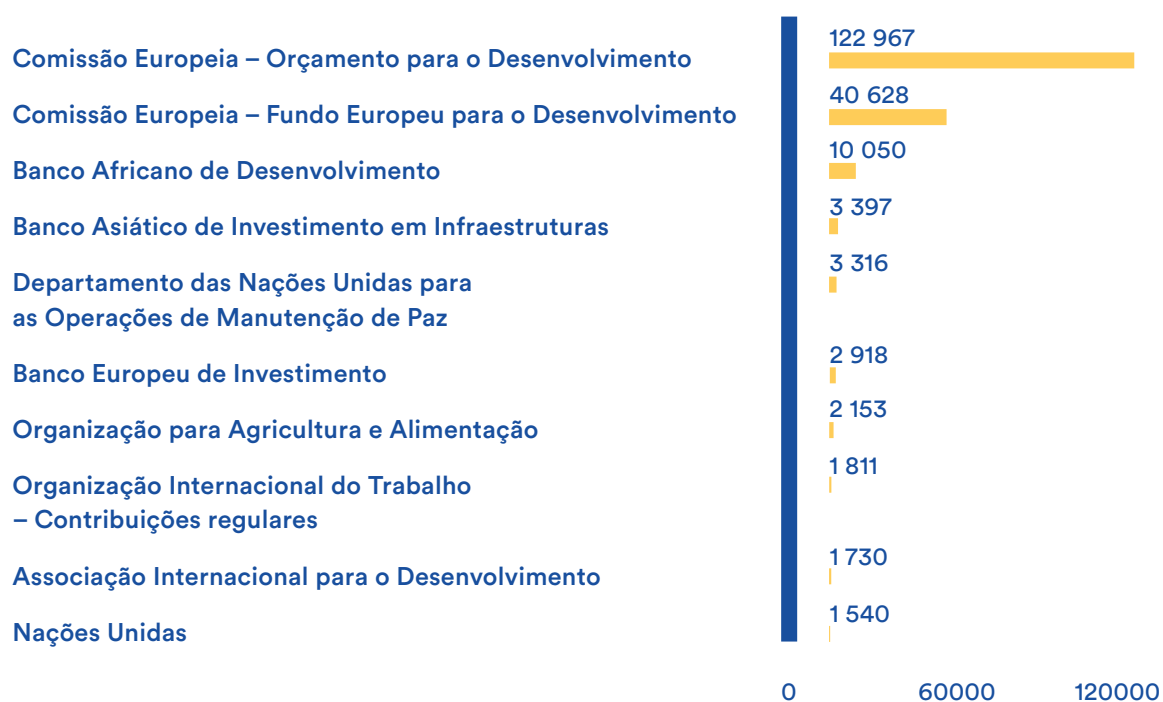 122 967
Comissão Europeia – Orçamento para o Desenvolvimento
40 628
Comissão Europeia – Fundo Europeu para o Desenvolvimento
10 050
Banco Africano de Desenvolvimento
3 397
Banco Asiático de Investimento em Infraestruturas
3 316
Departamento das Nações Unidas para
as Operações de Manutenção de Paz
2 918
Banco Europeu de Investimento
2 153
Organização para Agricultura e Alimentação
1 811
Organização Internacional do Trabalho
– Contribuições regulares
1 730
Associação Internacional para o Desenvolvimento
1 540
Nações Unidas
0 60000 120000